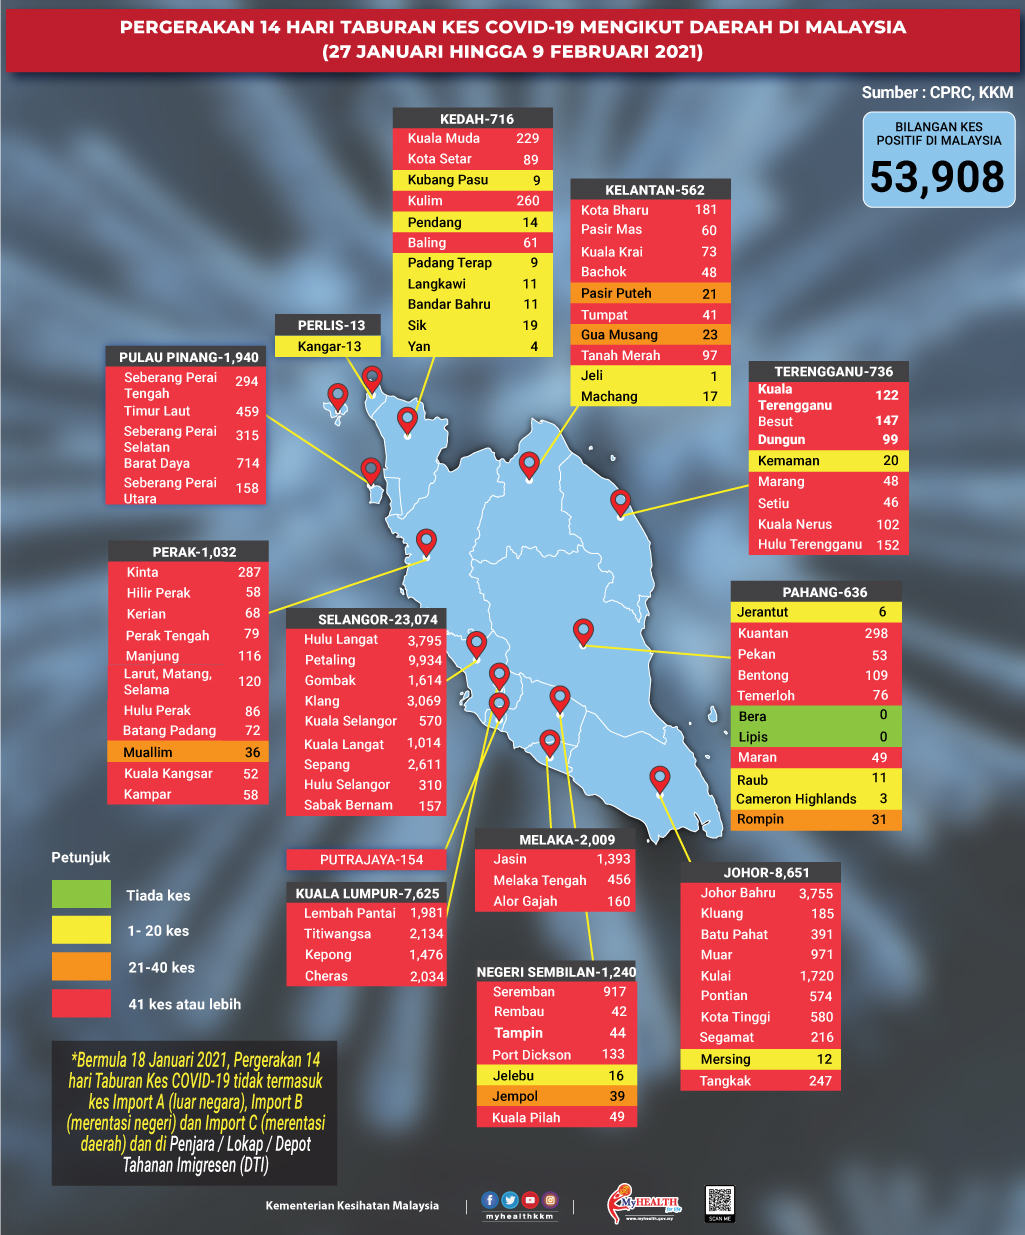 PERGERAKAN 14 HARI TABURAN KES COVID-19 MENGIKUT DAERAH DI MALAYSIA
(27 JANUARI HINGGA 9 FEBRUARI 2021)
Sumber : CPRC, KKM
BILANGAN KES
POSITIF DI MALAYSIA
53,908
KEDAH-716
Kuala Muda 229
Kota Setar 89
Kubang Pasu 9
Kulim 260
Pendang 14
Baling 61
Padang Terap 9
Langkawi 11
Bandar Bahru 11
Sik 19
Yan 4
KELANTAN-562
Kota Bharu 181
Pasir Mas 60
Kuala Krai 73
Bachok 48
Pasir Puteh 21
Tumpat 41
Gua Musang 23
Tanah Merah 97
Jeli 1
Machang 17
PERLIS-13
Kangar-13
PULAU PINANG-1,940
Seberang Perai
Tengah 294
Timur Laut 459
Seberang Perai
Selatan 315
Barat Daya 714
Seberang Perai
Utara 158
TERENGGANU-736
Kuala
Terengganu 122
Besut 147
Dungun 99
Kemaman 20
Marang 48
Setiu 46
Kuala Nerus 102
Hulu Terengganu 152
PERAK-1,032
Kinta 287
Hilir Perak 58
Kerian 68
Perak Tengah 79
Manjung 116
Larut, Matang,
Selama 120
Hulu Perak 86
Batang Padang 72
Muallim 36
Kuala Kangsar 52
Kampar 58
SELANGOR-23,074
Hulu Langat 3,795
Petaling 9,934
Gombak 1,614
Klang 3,069
Kuala Selangor 570
Kuala Langat 1,014
Sepang 2,611
Hulu Selangor 310
Sabak Bernam 157
PAHANG-636
Jerantut 6
Kuantan 298
Pekan 53
Bentong 109
Temerloh 76
Bera 0
Lipis 0
Maran 49
Raub 11
Cameron Highlands 3
Rompin 31
PUTRAJAYA-154
KUALA LUMPUR-7,625
Lembah Pantai 1,981
Titiwangsa 2,134
Kepong 1,476
Cheras 2,034
MELAKA-2,009
Jasin 1,393
Melaka Tengah 456
Alor Gajah 160
NEGERI SEMBILAN-1,240
Seremban 917
Rembau 42
Tampin 44
Port Dickson 133
Jelebu 16
Jempol 39
Kuala Pilah 49
JOHOR-8,651
Johor Bahru 3,755
Kluang 185
Batu Pahat 391
Muar 971
Kulai 1,720
Pontian 574
Kota Tinggi 580
Segamat 216
Mersing 12
Tangkak 247
Petunjuk
Tiada kes
1- 20 kes
21-40 kes
41 kes atau lebih
*Bermula 18 Januari 2021, Pergerakan 14
hari Taburan Kes COVID-19 tidak termasuk
kes Import A (luar negara), Import B
(merentasi negeri) dan Import C (merentasi
daerah) dan di Penjara / Lokap / Depot
Tahanan Imigresen (DTI)
Kementerian Kesihatan Malaysia
myhealthkkm
MyHEALTH
for life
www.myhealth.gov.my
SCAN ME